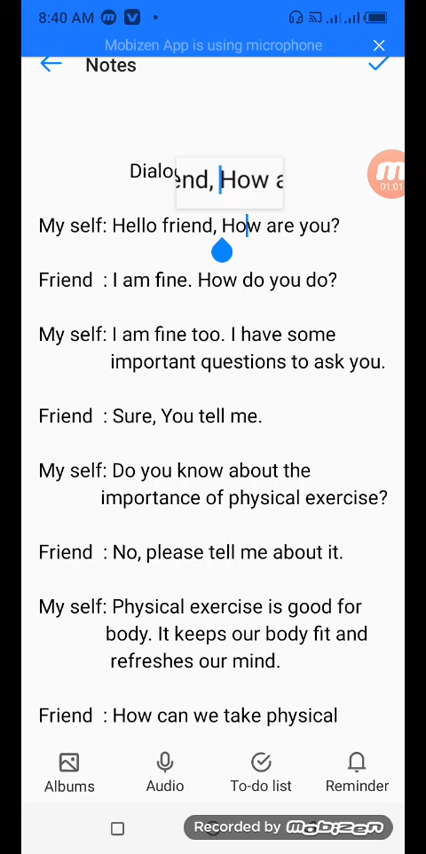 8:40 AM
Mobizen App is using microphone
Notes
Dialo
end, How a
01:01
My self: Hello friend, How are you?
Friend : I am fine. How do you do?
My self: I am fine too. I have some
important questions to ask you.
Friend : Sure, You tell me.
My self: Do you know about the
importance of physical exercise?
Friend : No, please tell me about it.
My self: Physical exercise is good for
body. It keeps our body fit and
refreshes our mind.
Friend : How can we take physical
Albums Audio To-do list Reminder
Recorded by mobizen